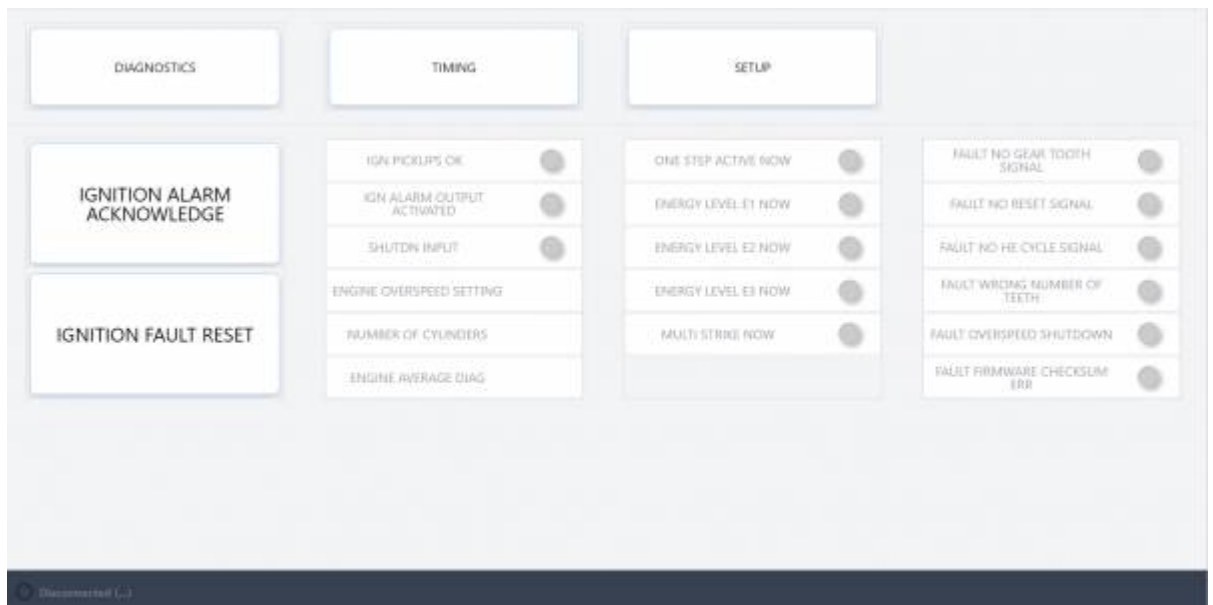 DIAGNOSTICS
TIMING
SETUP
IGNITION ALARM
ACKNOWLEDGE
IGNITION FAULT RESET
IGN PICKUPS OK
IGN ALARM OUTPUT
ACTIVATED
SHUTDN INPUT
ENGINE OVERSPEED SETTING
NUMBER OF CYLINDERS
ENGINE AVERAGE DIAG
ONE STEP ACTIVE NOW
ENERGY LEVEL E1 NOW
ENERGY LEVEL E2 NOW
ENERGY LEVEL E3 NOW
MULTI STRIKE NOW
FAULT NO GEAR TOOTH
SIGNAL
FAULT NO RESET SIGNAL
FAULT NO HE CYCLE SIGNAL
FAULT WRONG NUMBER OF
TEETH
FAULT OVERSPEED SHUTDOWN
FAULT FIRMWARE CHECKSUM
ERR
Disconnected (...)